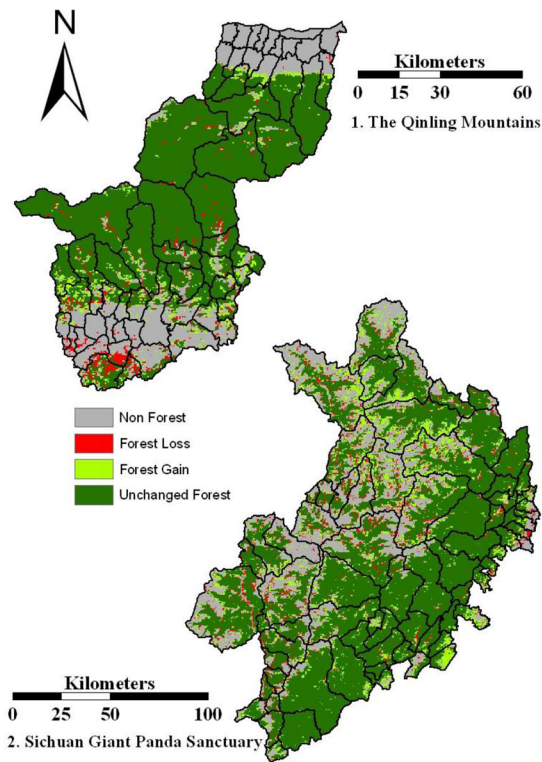 N
Kilometers
0 15 30 60
1. The Qinling Mountains
Non Forest
Forest Loss
Forest Gain
Unchanged Forest
Kilometers
0 25 50 100
2. Sichuan Giant Panda Sanctuary